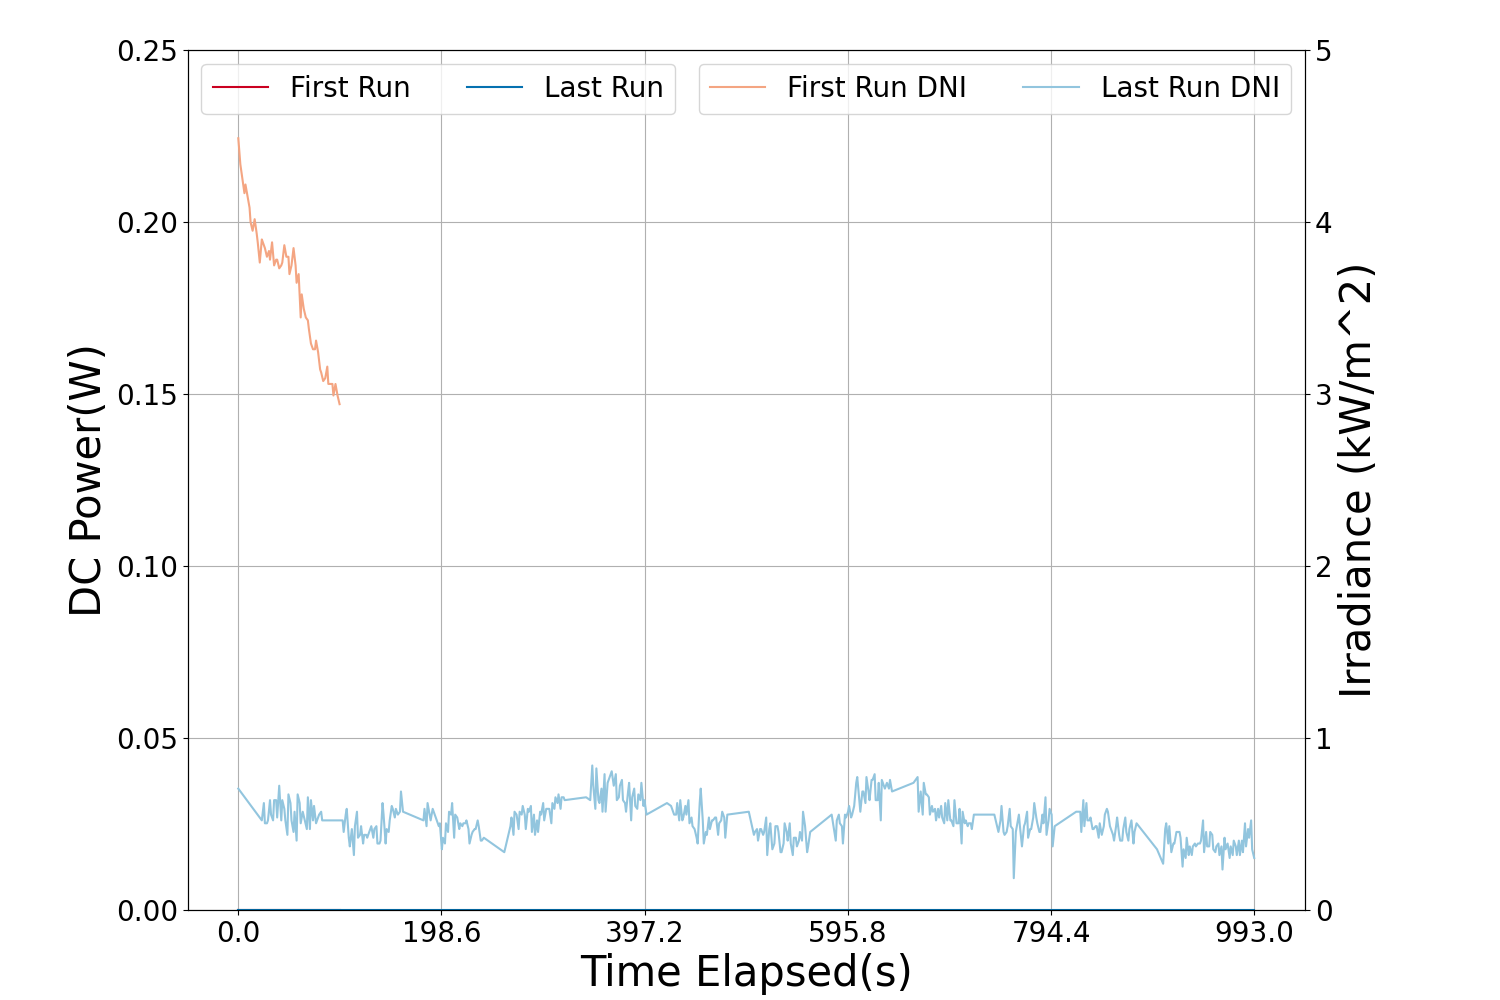 First Run
Last Run
First Run DNI
Last Run DNI
DC Power(W)
0.25
0.20
0.15
0.10
0.05
0.00
5
4
3
2
1
0
Irradiance (kW/m^2)
0.0 198.6 397.2 595.8 794.4 993.0
Time Elapsed(s)